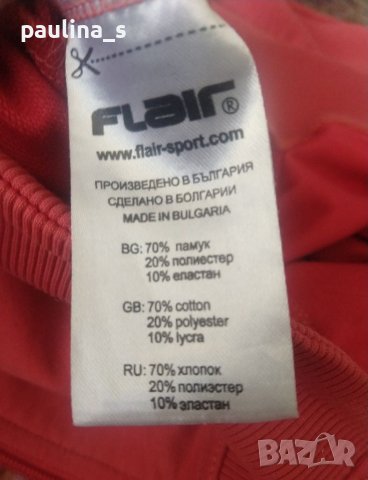 paulina_s
FLaIr®
www.flair-sport.com
ПРОИЗВЕДЕНО В БЪЛГАРИЯ
СДЕЛАНО В БОЛГАРИИ
MADE IN BULGARIA
BG: 70% памук
20% полиестер
10% еластан
GB: 70% cotton
20% polyester
10% lycra
RU: 70% хлопок
20% полиэстер
10% эластан
BAZAR